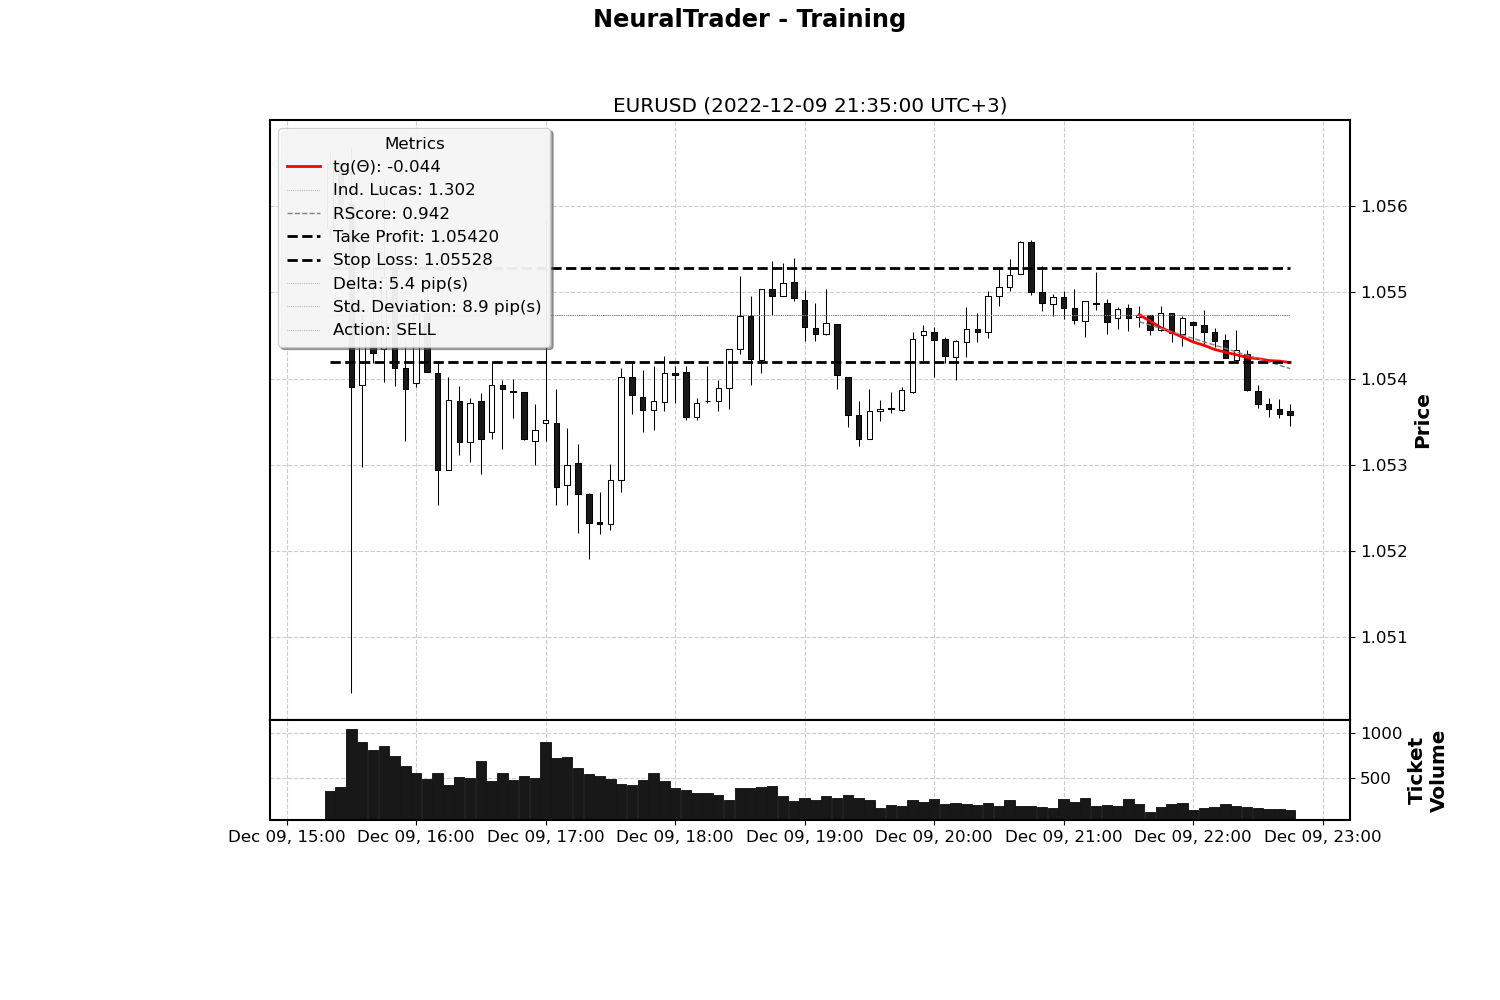 NeuralTrader - Training
EURUSD (2022-12-09 21:35:00 UTC+3)
Metrics
tg(Θ): -0.044
Ind. Lucas: 1.302
RScore: 0.942
Take Profit: 1.05420
Stop Loss: 1.05528
Delta: 5.4 pip(s)
Std. Deviation: 8.9 pip(s)
Action: SELL
1.056
1.055
1.054
1.053
1.052
1.051
Price
1000
500
Ticket
Volume
Dec 09, 15:00 Dec 09, 16:00 Dec 09, 17:00 Dec 09, 18:00 Dec 09, 19:00 Dec 09, 20:00 Dec 09, 21:00 Dec 09, 22:00 Dec 09, 23:00